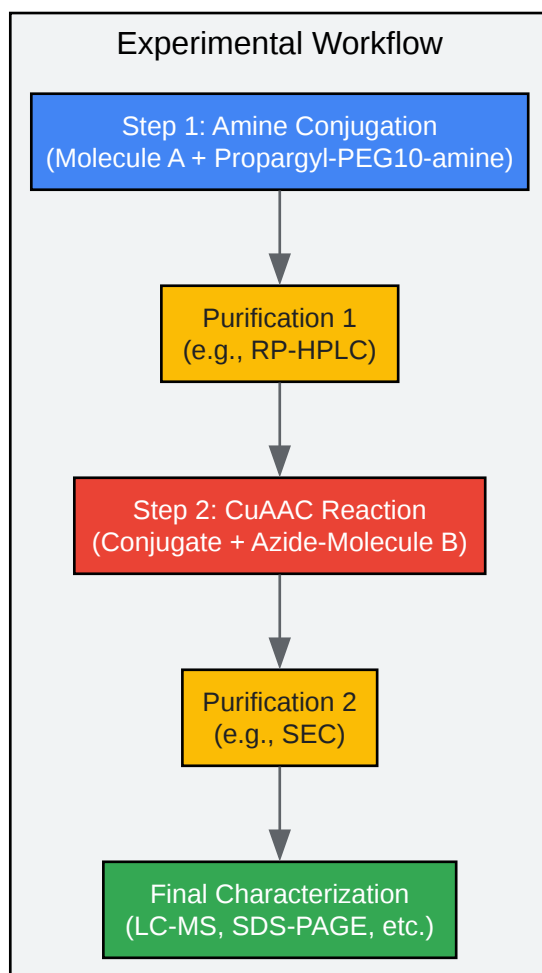 Experimental Workflow
Step 1: Amine Conjugation
(Molecule A + Propargyl-PEG10-amine)
Purification 1
(e.g., RP-HPLC)
Step 2: CuAAC Reaction
(Conjugate + Azide-Molecule B)
Purification 2
(e.g., SEC)
Final Characterization
(LC-MS, SDS-PAGE, etc.)